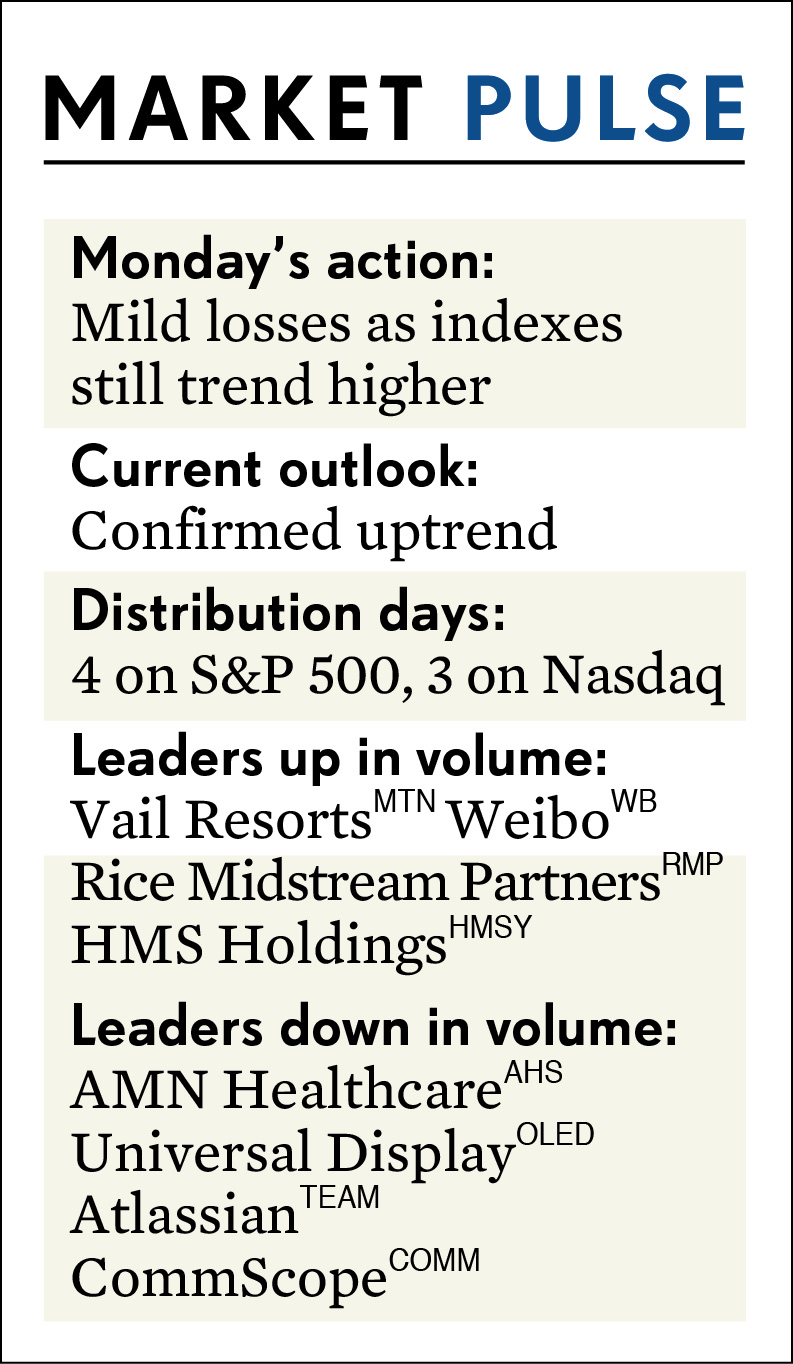 MARKET PULSE
Monday’s action:
Mild losses as indexes
still trend higher
Current outlook:
Confirmed uptrend
Distribution days:
4 on S&P 500, 3 on Nasdaq
Leaders up in volume:
Vail Resorts MTN Weibo WB
Rice Midstream Partners RMP
HMS Holdings HMSY
Leaders down in volume:
AMN Healthcare AHS
Universal Display OLED
Atlassian TEAM
CommScope COMM